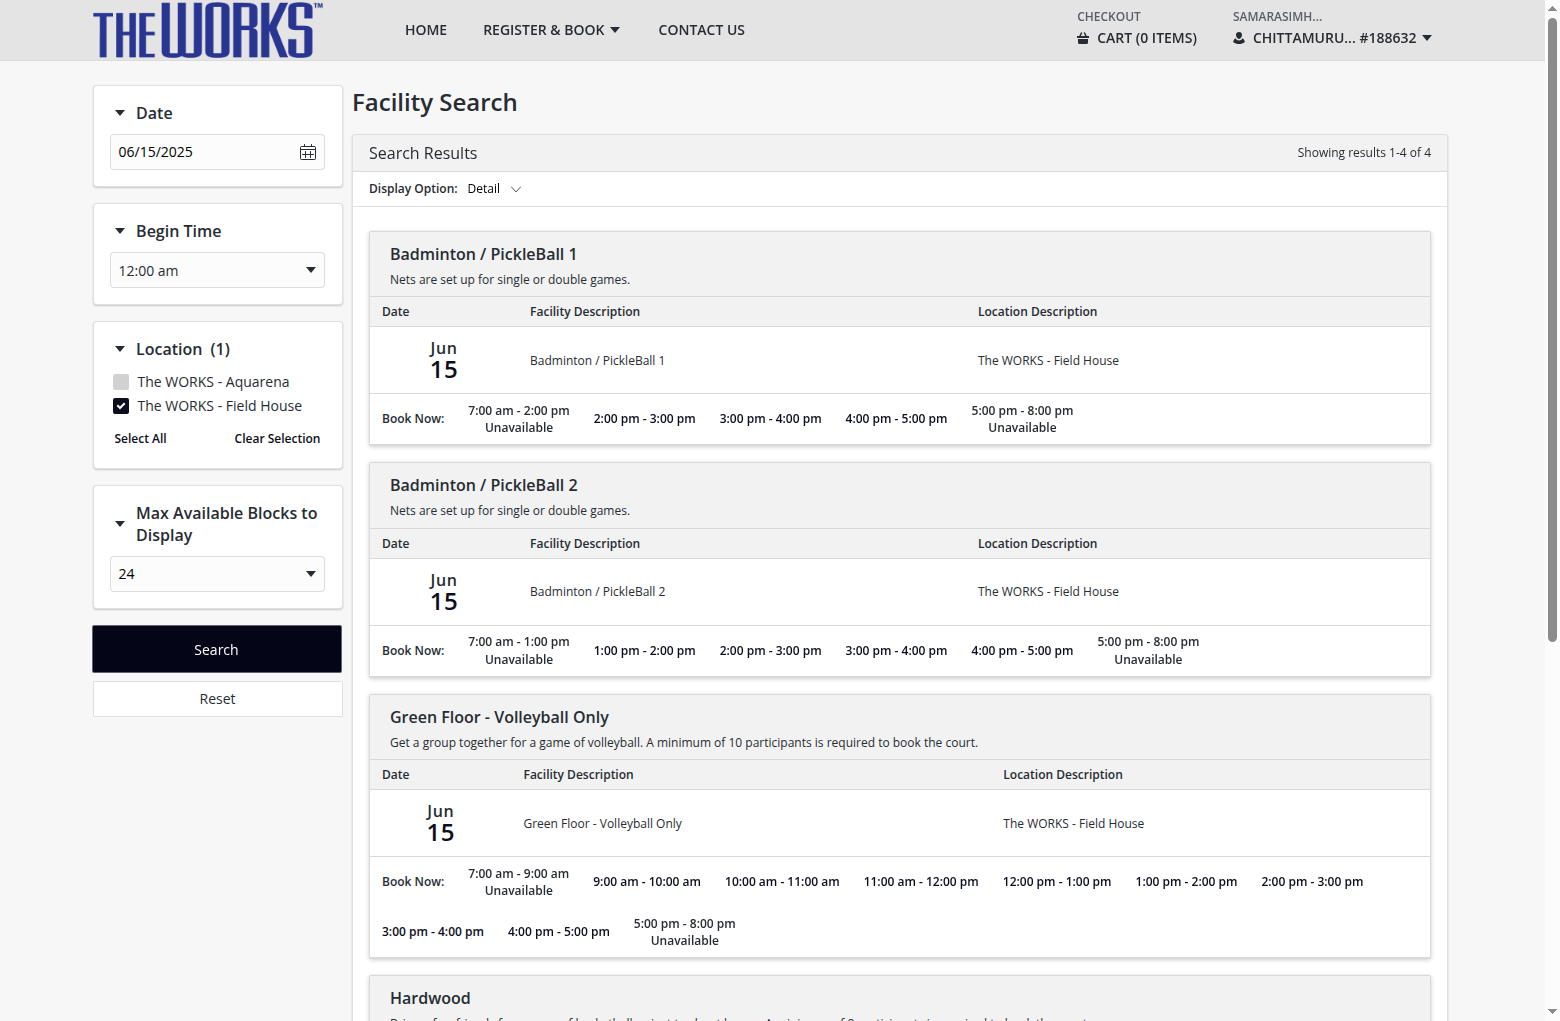 THE WORKS™
HOME
REGISTER & BOOK
CONTACT US
CHECKOUT
CART (0 ITEMS)
SAMARASIMH...
CHITTAMURU... #188632
Date
06/15/2025
Begin Time
12:00 am
Location (1)
The WORKS - Aquarena
The WORKS - Field House
Select All
Clear Selection
Max Available Blocks to
Display
24
Search
Reset
Facility Search
Search Results
Showing results 1-4 of 4
Display Option: Detail
Badminton / PickleBall 1
Nets are set up for single or double games.
Date Facility Description Location Description
Jun
15
Badminton / PickleBall 1
The WORKS - Field House
Book Now:
7:00 am - 2:00 pm
Unavailable
2:00 pm - 3:00 pm
3:00 pm - 4:00 pm
4:00 pm - 5:00 pm
5:00 pm - 8:00 pm
Unavailable
Badminton / PickleBall 2
Nets are set up for single or double games.
Date Facility Description Location Description
Jun
15
Badminton / PickleBall 2
The WORKS - Field House
Book Now:
7:00 am - 1:00 pm
Unavailable
1:00 pm - 2:00 pm
2:00 pm - 3:00 pm
3:00 pm - 4:00 pm
4:00 pm - 5:00 pm
5:00 pm - 8:00 pm
Unavailable
Green Floor - Volleyball Only
Get a group together for a game of volleyball. A minimum of 10 participants is required to book the court.
Date Facility Description Location Description
Jun
15
Green Floor - Volleyball Only
The WORKS - Field House
Book Now:
7:00 am - 9:00 am
Unavailable
9:00 am - 10:00 am
10:00 am - 11:00 am
11:00 am - 12:00 pm
12:00 pm - 1:00 pm
1:00 pm - 2:00 pm
2:00 pm - 3:00 pm
3:00 pm - 4:00 pm
4:00 pm - 5:00 pm
5:00 pm - 8:00 pm
Unavailable
Hardwood